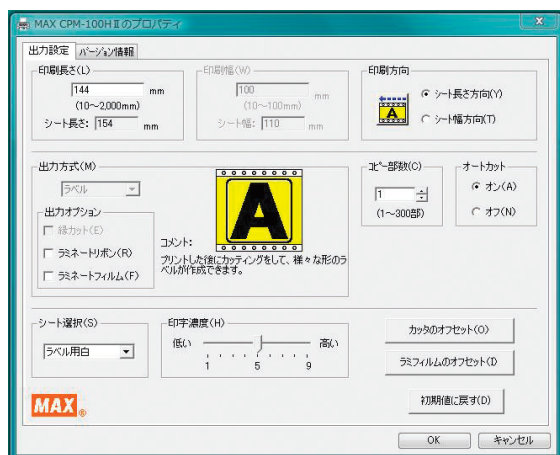 MAX CPM-100HⅡのプロパティ
出力設定 バージョン情報
印刷長さ(L)
144 mm
(10～2,000mm)
シート長さ: 154 mm
印刷幅(W)
100 mm
(10～100mm)
シート幅: 110 mm
印刷方向
A
シート長さ方向(Y)
シート幅方向(T)
出力方式(M)
ラベル
出力オプション
縁カット(E)
ラミネートリボン(R)
ラミネートフィルム(F)
A
コメント:
プリントした後にカッティングをして、様々な形のラ
ベルが作成できます。
コピー部数(C)
1
(1～300部)
オートカット
オン(A)
オフ(N)
シート選択(S)
ラベル用白
印字濃度(H)
低い 高い
1 5 9
カッタのオフセット(O)
ラミフィルムのオフセット(I
初期値に戻す(D)
MAX®
OK キャンセル